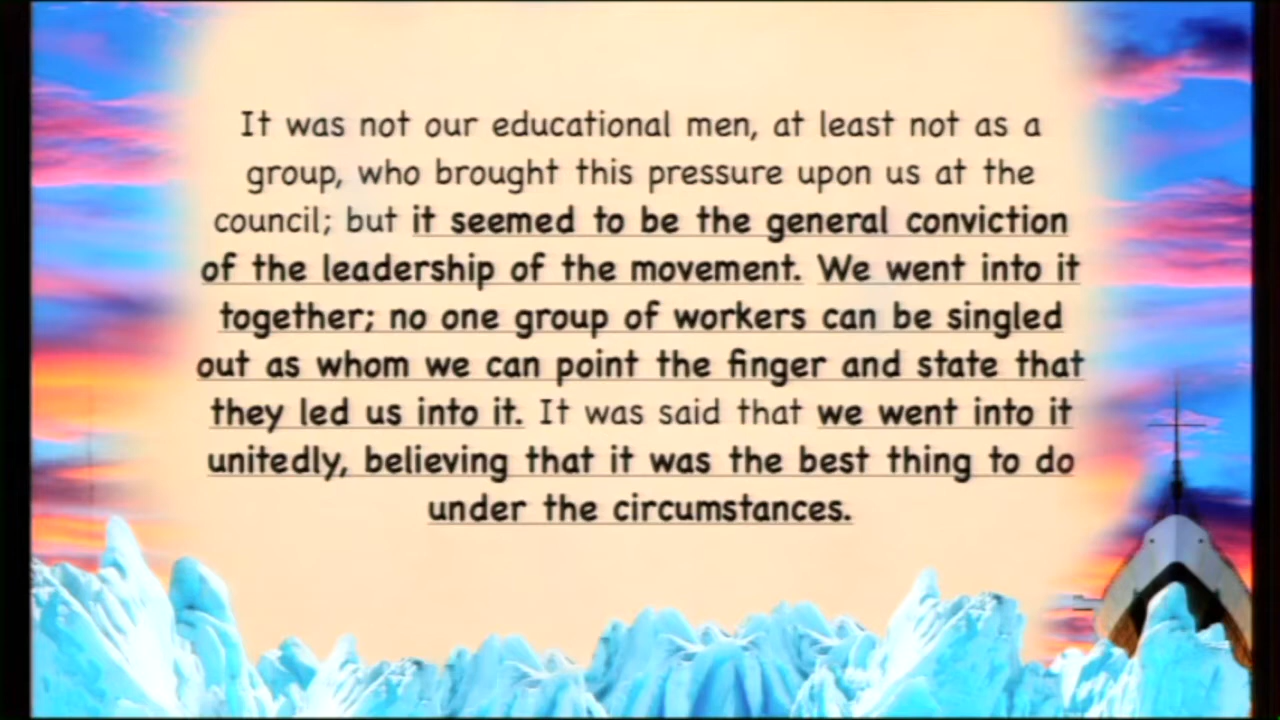 It was not our educational men, at least not as a
group, who brought this pressure upon us at the
council; but it seemed to be the general conviction
of the leadership of the movement. We went into it
together; no one group of workers can be singled
out as whom we can point the finger and state that
they led us into it. It was said that we went into it
unitedly, believing that it was the best thing to do
under the circumstances.